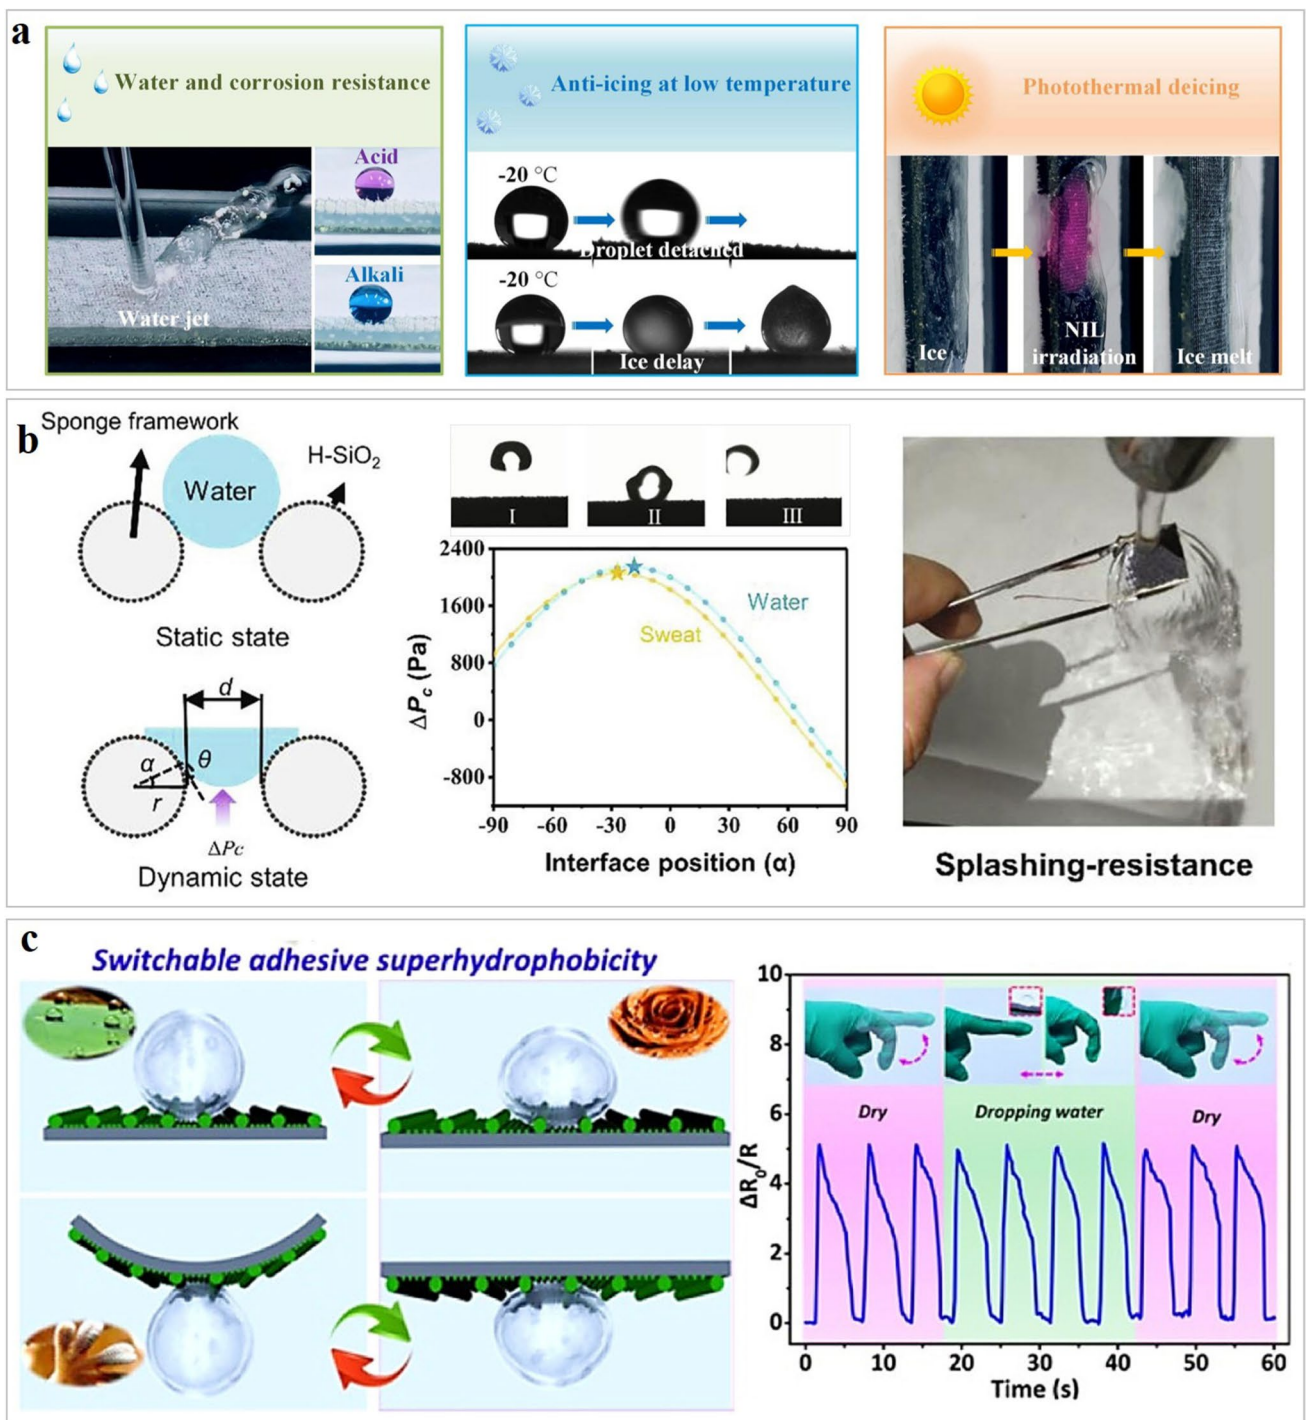 a
Water and corrosion resistance
Acid
Alkali
Water jet
Anti-icing at low temperature
-20 °C
Droplet detached
-20 °C
Ice delay
Photothermal deicing
Ice
NIL
irradiation
Ice melt
b
Sponge framework
H-SiO2
Water
Static state
d
α
θ
r
ΔPc
Dynamic state
I
II
III
2400
1600
800
0
-800
ΔPc (Pa)
Water
Sweat
-90 -60 -30 0 30 60 90
Interface position (α)
Splashing-resistance
c
Switchable adhesive superhydrophobicity
10
8
6
4
2
0
ΔR0/R
Dry
Dropping water
Dry
0 10 20 30 40 50 60
Time (s)